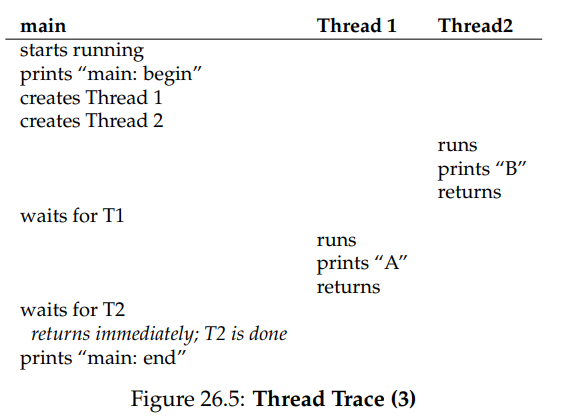 main Thread 1 Thread2
starts running
prints “main: begin”
creates Thread 1
creates Thread 2
runs
prints “B”
returns
waits for T1
runs
prints “A”
returns
waits for T2
returns immediately; T2 is done
prints “main: end”
Figure 26.5: Thread Trace (3)